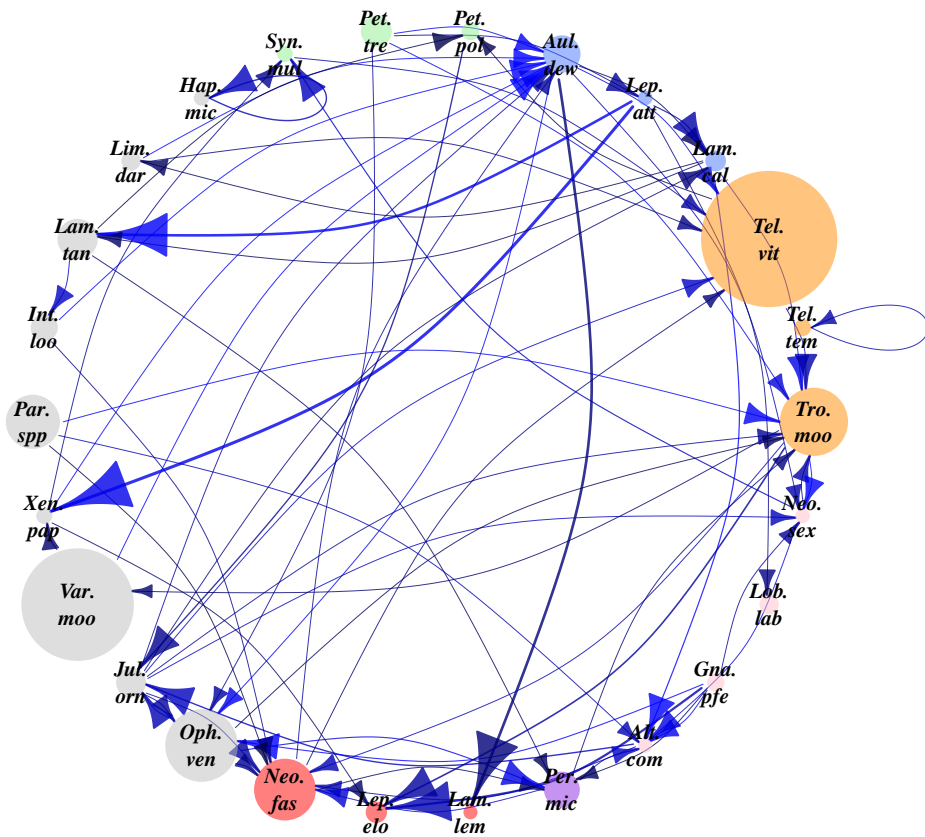 Pet.
tre
Pet.
pol
Aul.
dew
Syn.
mul
Lep.
att
Hap.
mic
Lim.
dar
Lam.
cal
Lam.
tan
Tel.
vit
Int.
loo
Tel.
tem
Par.
spp
Tro.
moo
Xen.
pap
Neo.
sex
Var.
moo
Lob.
lab
Jul.
orn
Gna.
pfe
Oph.
ven
Alt.
com
Neo.
fas
Lep.
elo
Lam.
lem
Per.
mic